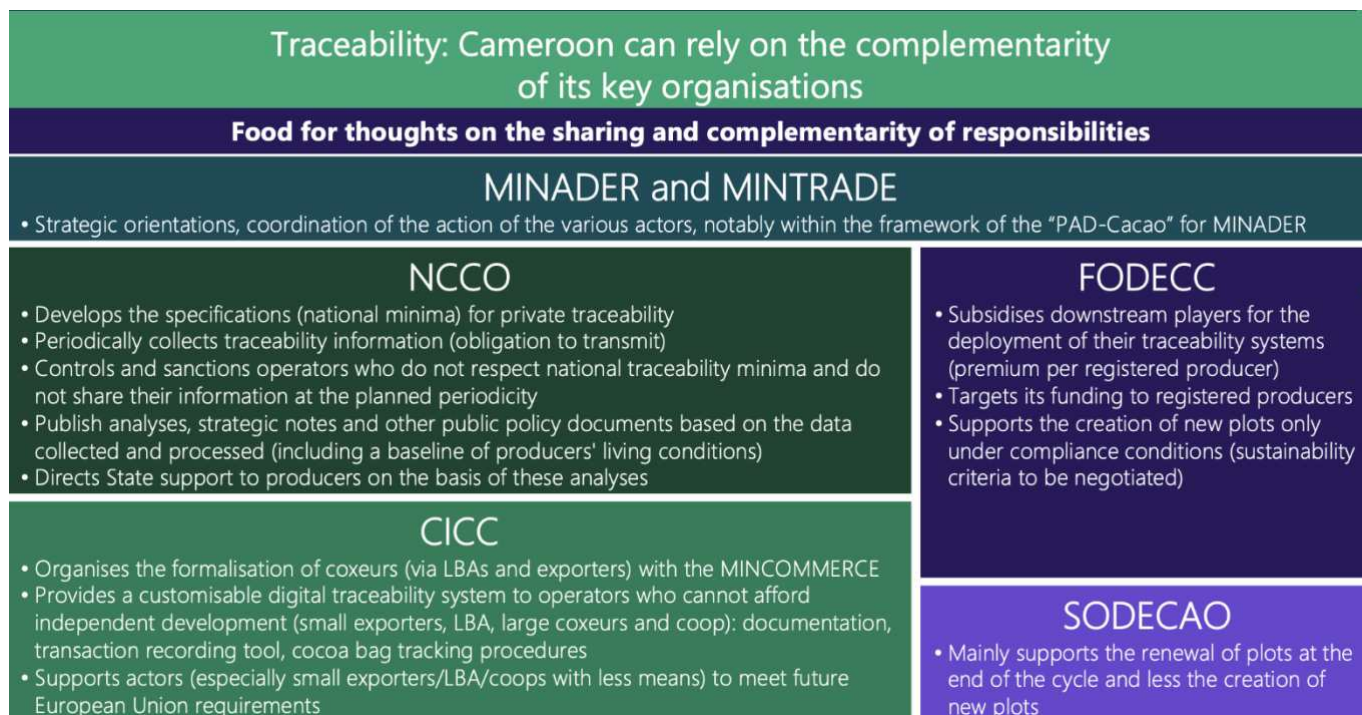 Traceability: Cameroon can rely on the complementarity
of its key organisations
Food for thoughts on the sharing and complementarity of responsibilities
MINADER and MINTRADE
• Strategic orientations, coordination of the action of the various actors, notably within the framework of the “PAD-Cacao” for MINADER
NCCO
• Develops the specifications (national minima) for private traceability
• Periodically collects traceability information (obligation to transmit)
• Controls and sanctions operators who do not respect national traceability minima and do
not share their information at the planned periodicity
• Publish analyses, strategic notes and other public policy documents based on the data
collected and processed (including a baseline of producers' living conditions)
• Directs State support to producers on the basis of these analyses
FODECC
• Subsidises downstream players for the
deployment of their traceability systems
(premium per registered producer)
• Targets its funding to registered producers
• Supports the creation of new plots only
under compliance conditions (sustainability
criteria to be negotiated)
CICC
• Organises the formalisation of coxeurs (via LBAs and exporters) with the MINCOMMERCE
• Provides a customisable digital traceability system to operators who cannot afford
independent development (small exporters, LBA, large coxeurs and coop): documentation,
transaction recording tool, cocoa bag tracking procedures
• Supports actors (especially small exporters/LBA/coops with less means) to meet future
European Union requirements
SODECAO
• Mainly supports the renewal of plots at the
end of the cycle and less the creation of
new plots